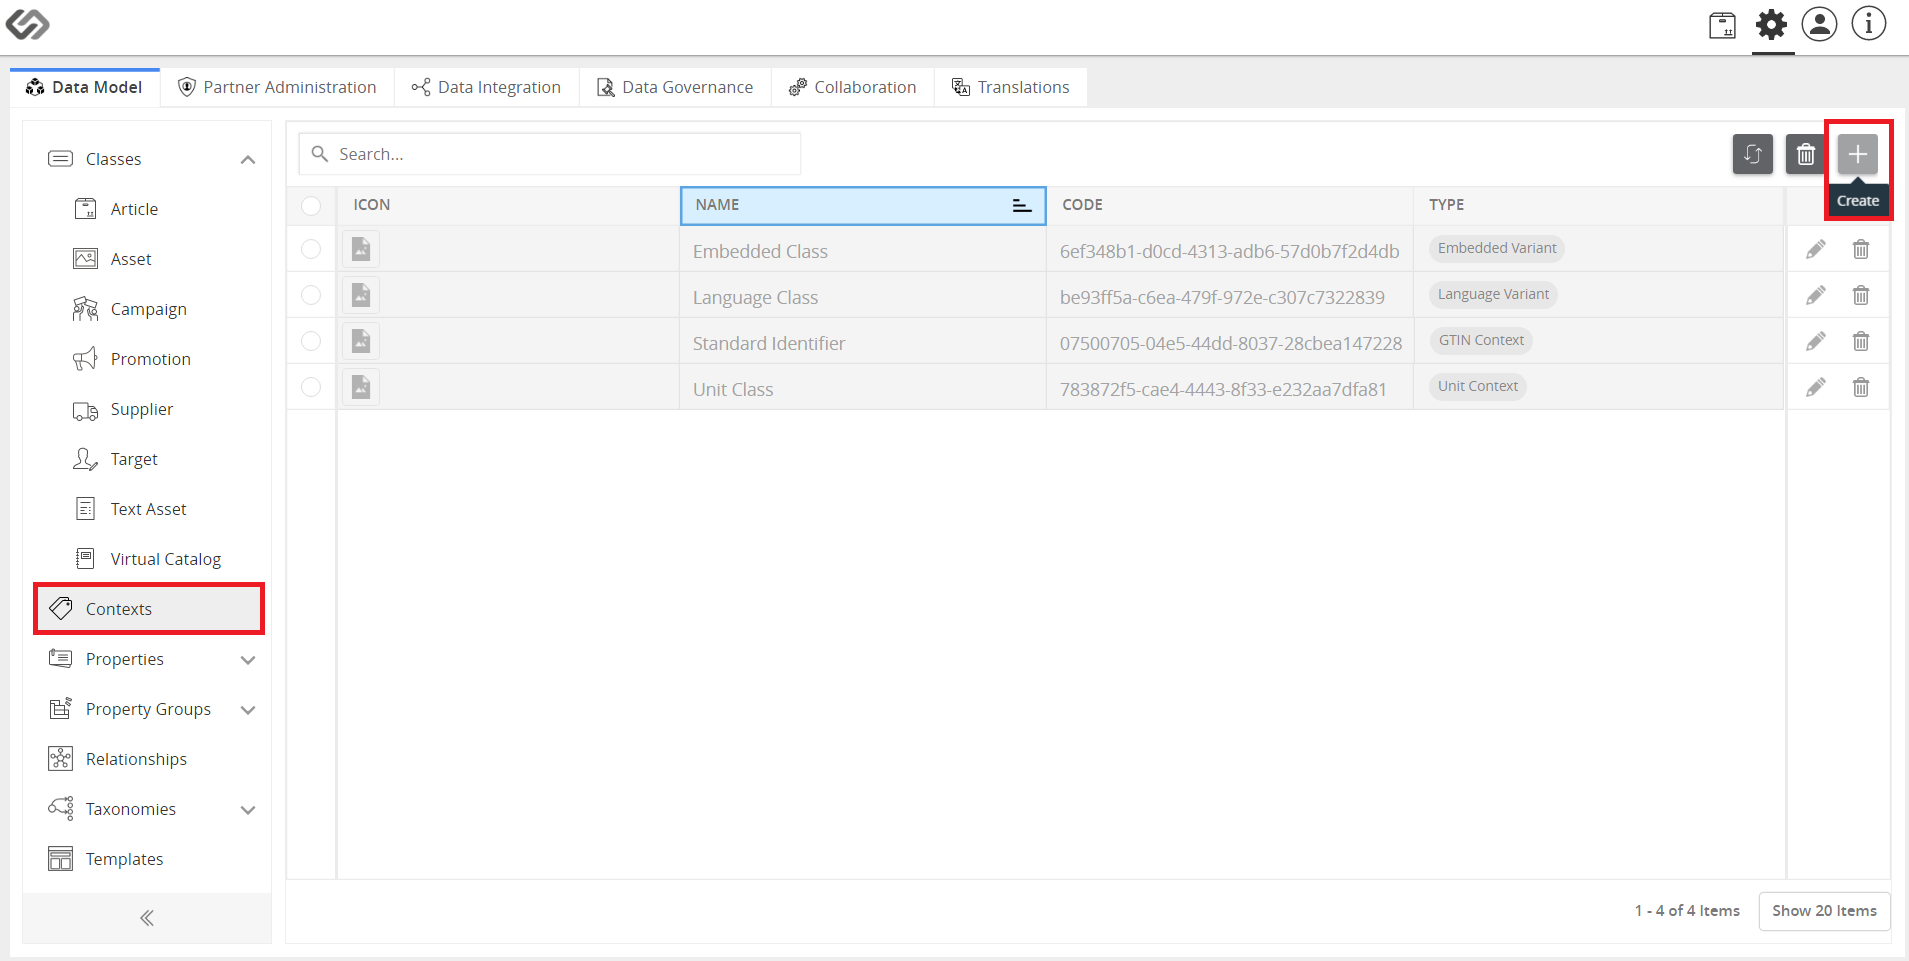 Data Model
Partner Administration
Data Integration
Data Governance
Collaboration
Translations
Classes
Article
Asset
Campaign
Promotion
Supplier
Target
Text Asset
Virtual Catalog
Contexts
Properties
Property Groups
Relationships
Taxonomies
Templates
Search...
Create
ICON NAME CODE TYPE
Embedded Class 6ef348b1-d0cd-4313-adb6-57d0b7f2d4db Embedded Variant
Language Class be93ff5a-c6ea-479f-972e-c307c7322839 Language Variant
Standard Identifier 07500705-04e5-44dd-8037-28cbea147228 GTIN Context
Unit Class 783872f5-cae4-4443-8f33-e232aa7dfa81 Unit Context
1 - 4 of 4 Items Show 20 Items